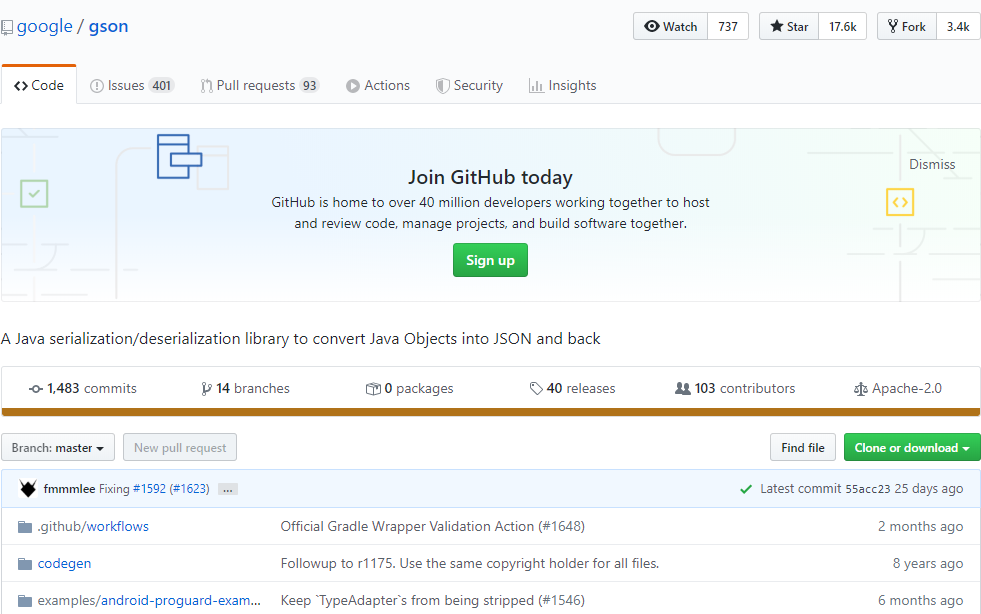 google / gson
Watch 737 Star 17.6k Fork 3.4k
Code Issues 401 Pull requests 93 Actions Security Insights
Join GitHub today
Dismiss
GitHub is home to over 40 million developers working together to host
and review code, manage projects, and build software together.
Sign up
A Java serialization/deserialization library to convert Java Objects into JSON and back
1,483 commits 14 branches 0 packages 40 releases 103 contributors Apache-2.0
Branch: master New pull request Find file Clone or download
fmmmlee Fixing #1592 (#1623) ... Latest commit 55acc23 25 days ago
.github/workflows Official Gradle Wrapper Validation Action (#1648) 2 months ago
codegen Followup to r1175. Use the same copyright holder for all files. 8 years ago
examples/android-proguard-exam... Keep `TypeAdapter`s from being stripped (#1546) 6 months ago